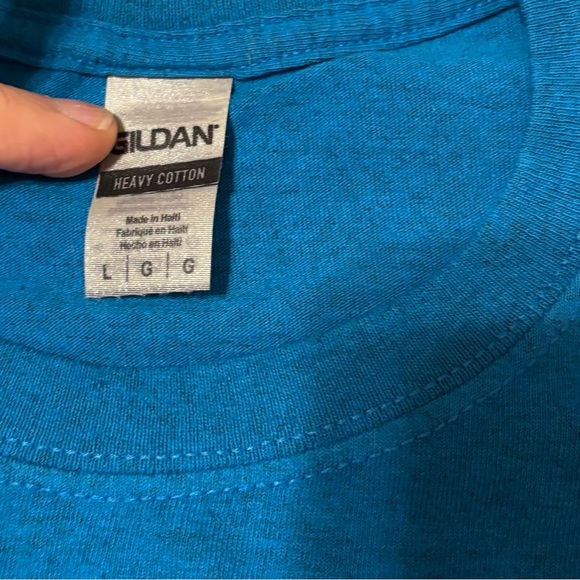 GILDAN
HEAVY COTTON
Made in Haiti
Fabriqué en Haïti
Hecho en Haití
L | G | G